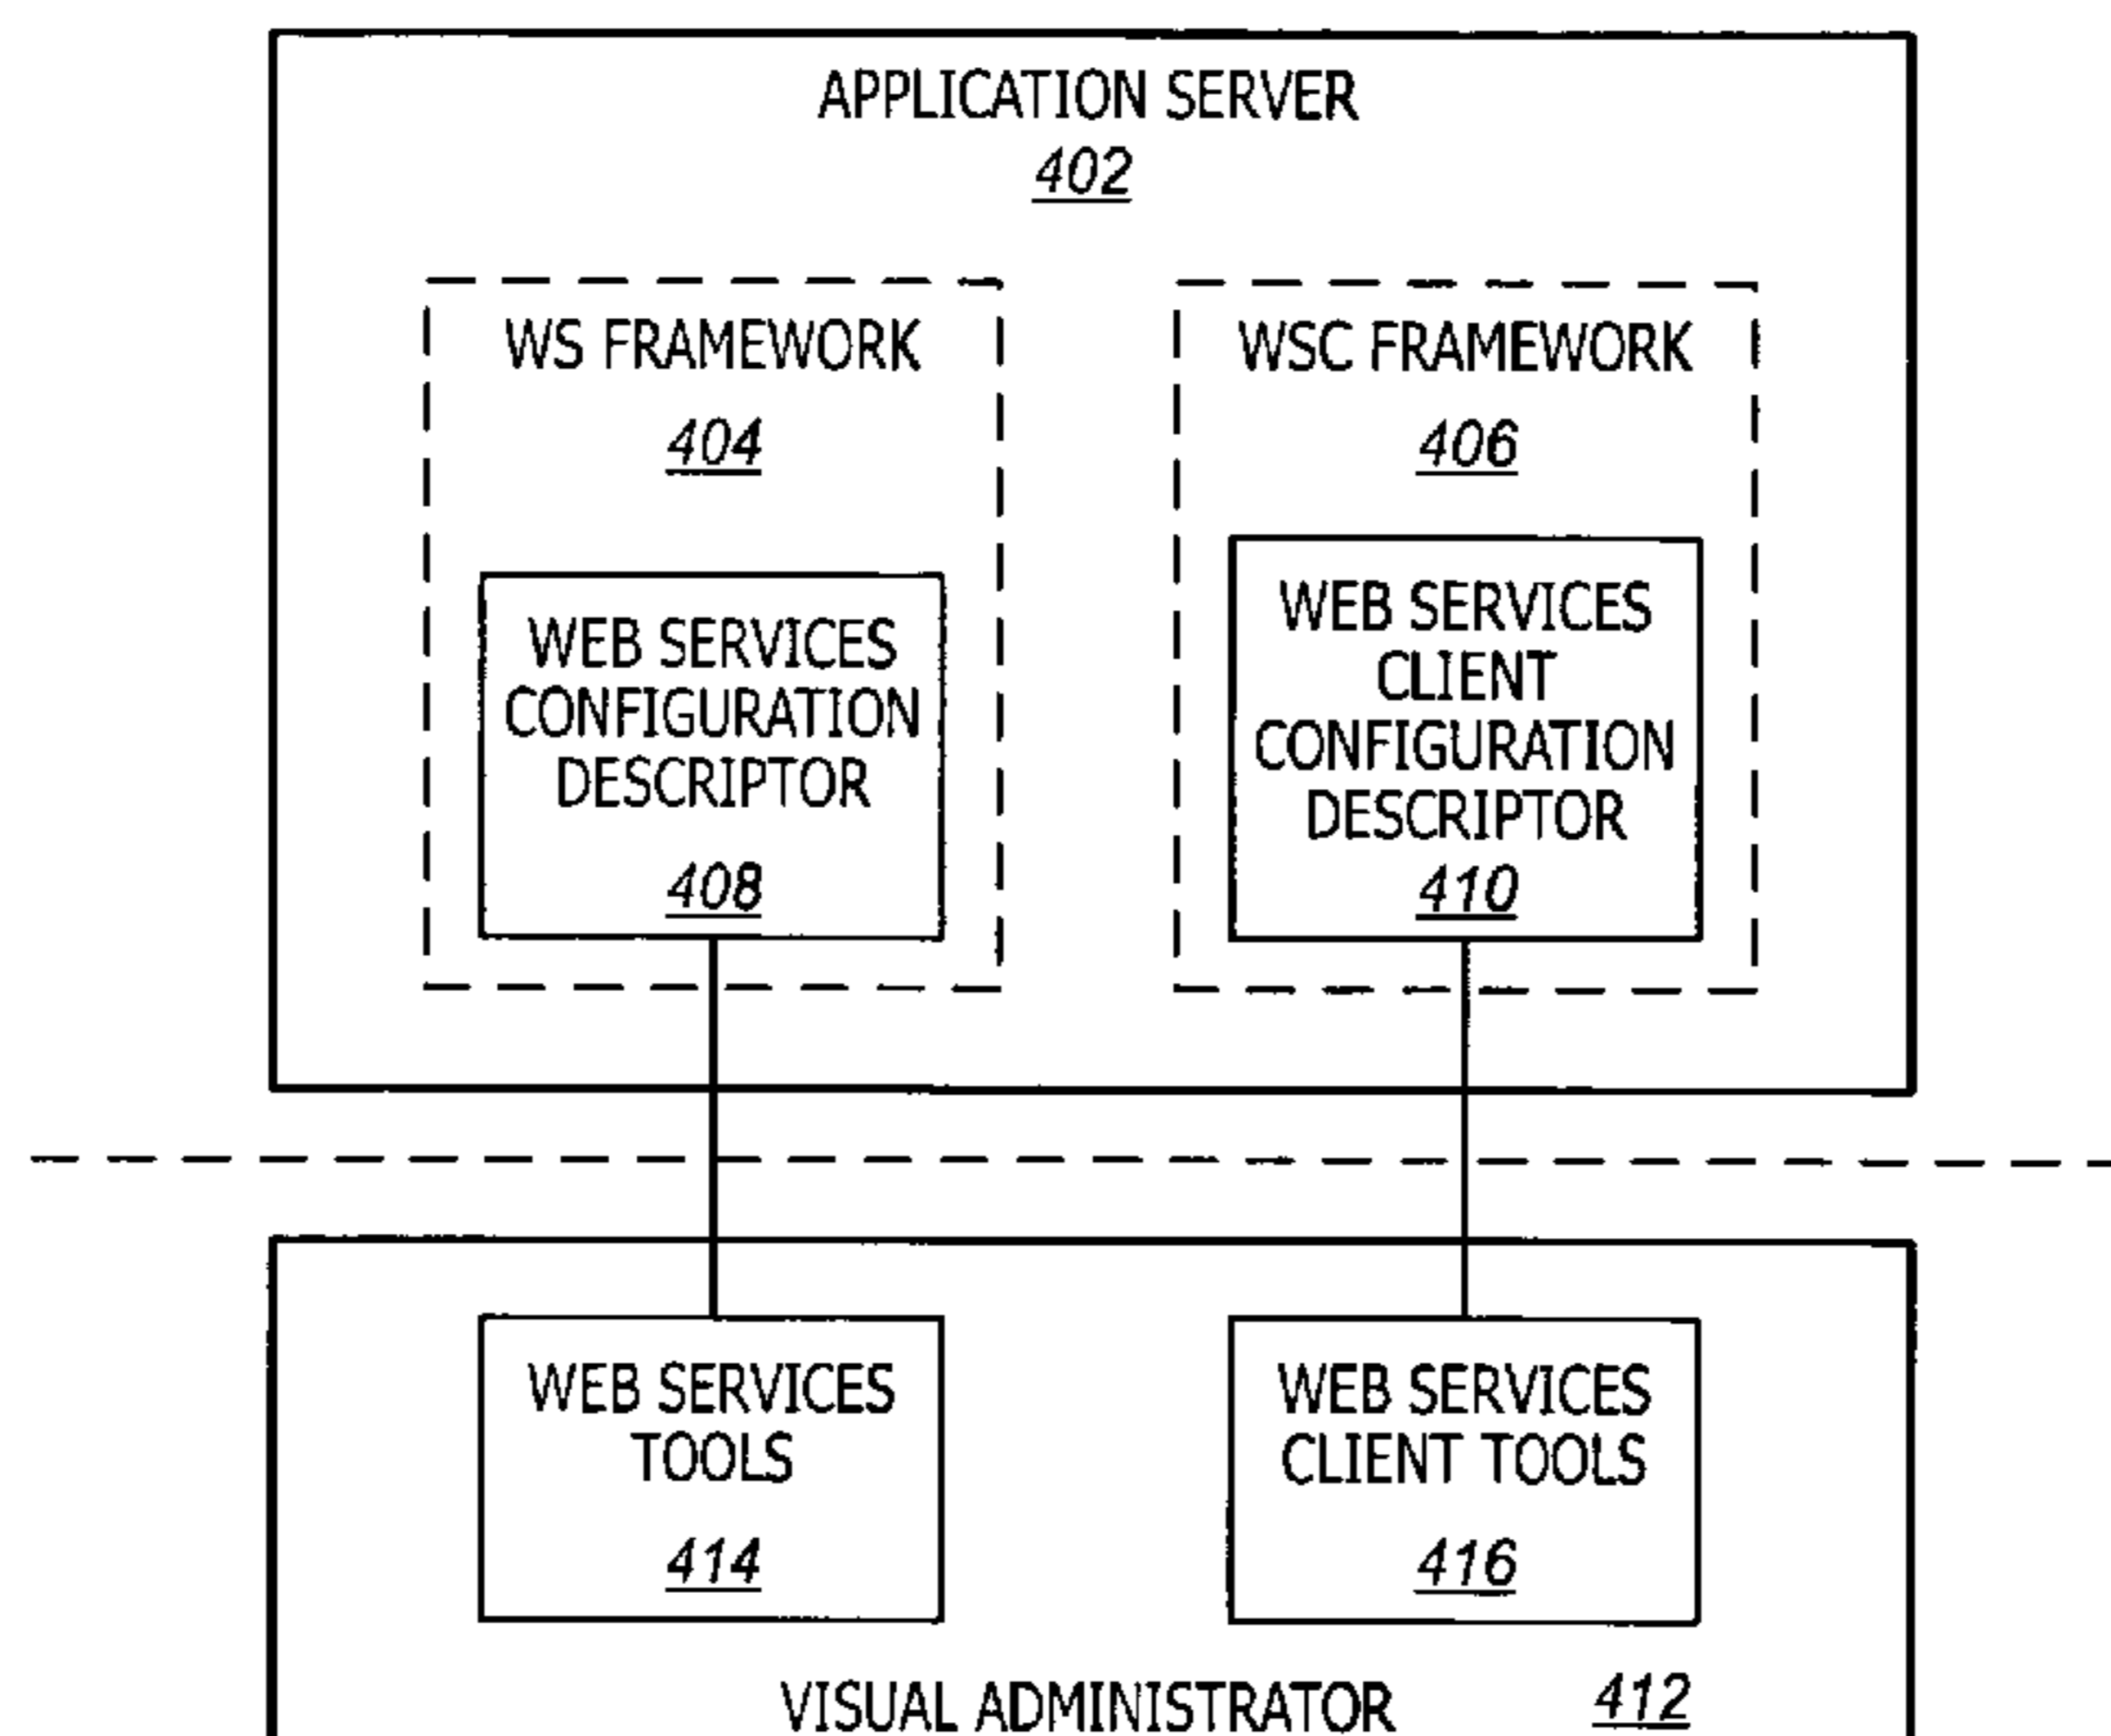 APPLICATION SERVER
402
WS FRAMEWORK
404
WEB SERVICES
CONFIGURATION
DESCRIPTOR
408
WSC FRAMEWORK
406
WEB SERVICES
CLIENT
CONFIGURATION
DESCRIPTOR
410
WEB SERVICES
TOOLS
414
WEB SERVICES
CLIENT TOOLS
416
VISUAL ADMINISTRATOR
412